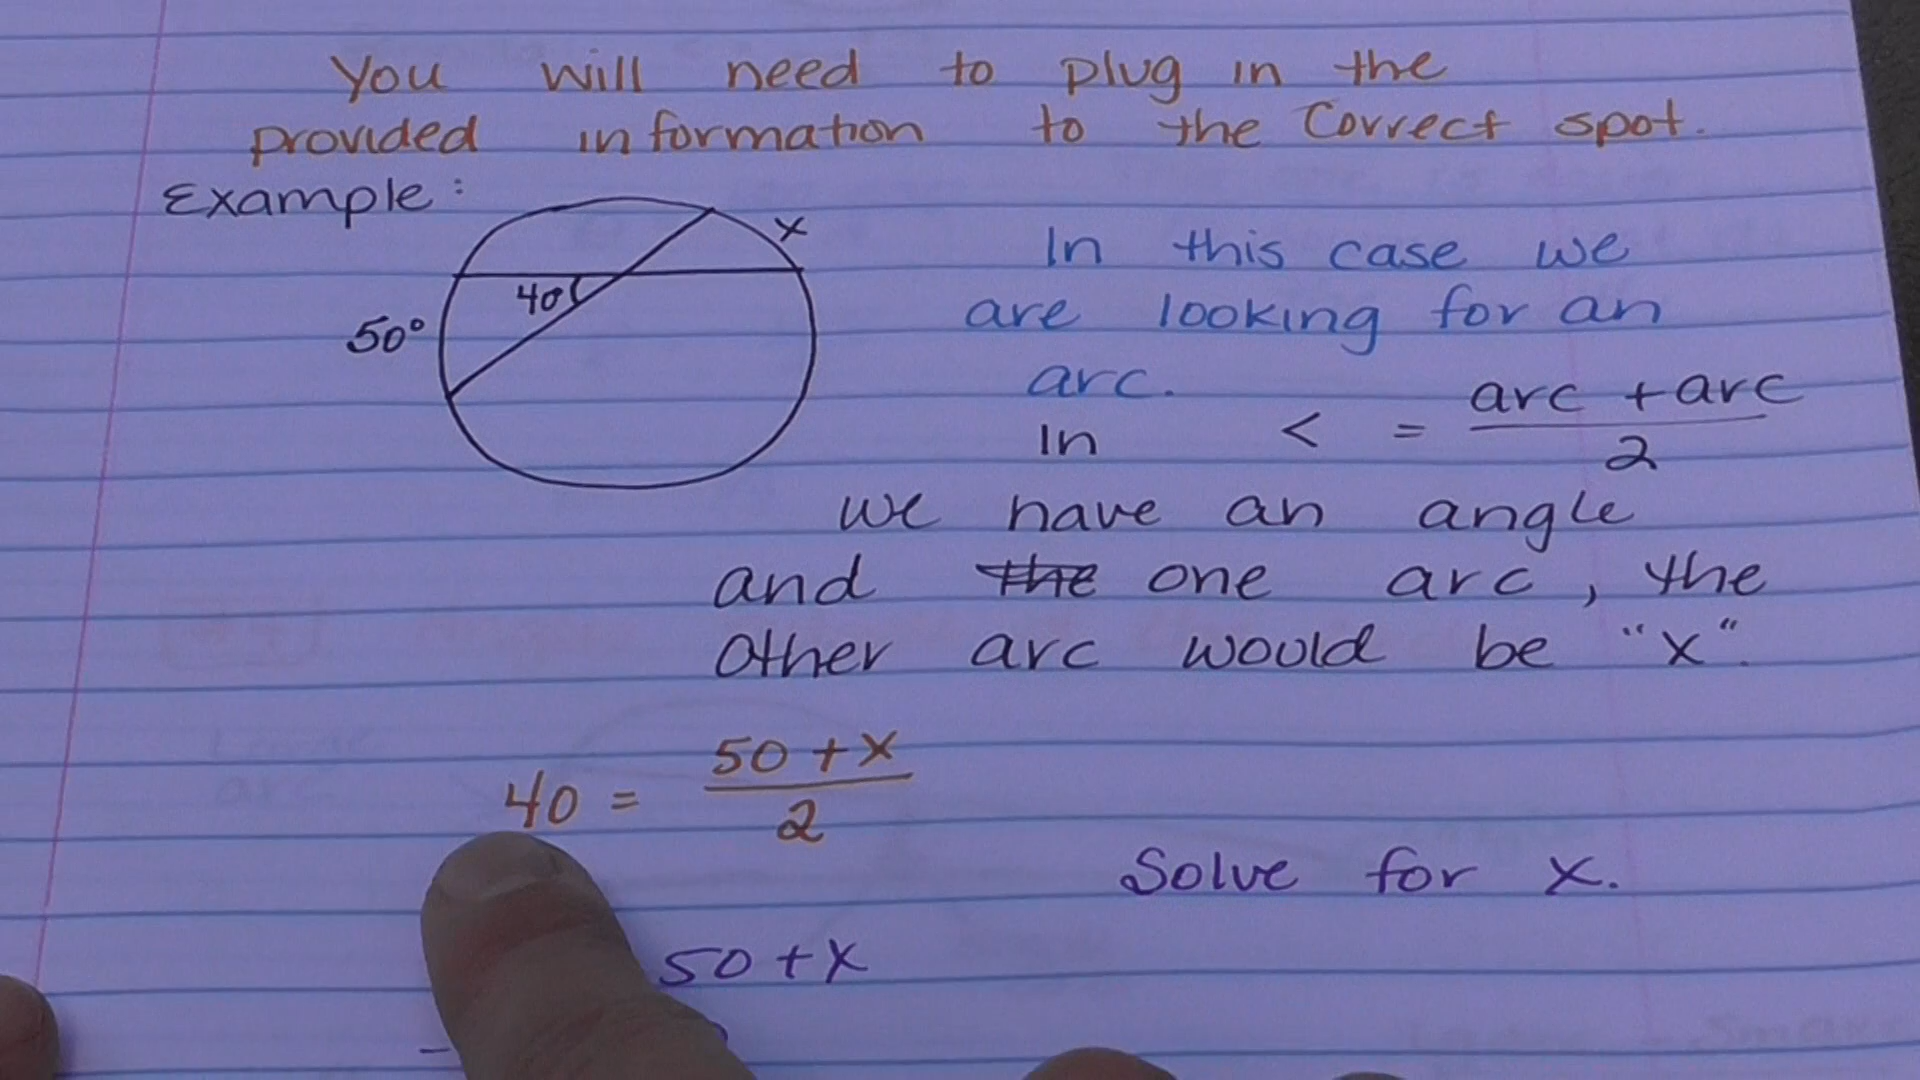 You will need to plug in the
provided information to the Correct spot.
Example:
x
40
50°
In this case we
are looking for an
arc.
In < = arc + arc
2
we have an angle
and the one arc, the
other arc would be "x".
40 = 50 + x
2
Solve for x.
50 + x